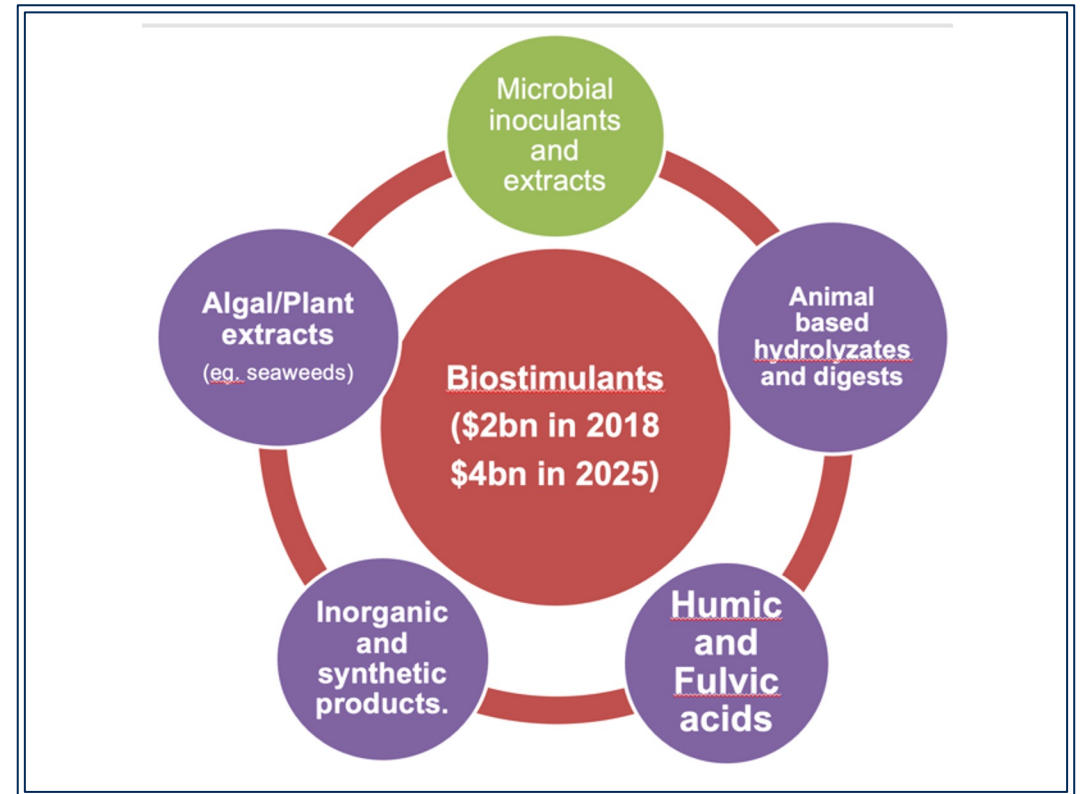 Microbial
inoculants
and
extracts
Algal/Plant
extracts
(eg. seaweeds)
Animal
based
hydrolyzates
and digests
Biostimulants
($2bn in 2018
$4bn in 2025)
Inorganic
and
synthetic
products.
Humic
and
Fulvic
acids